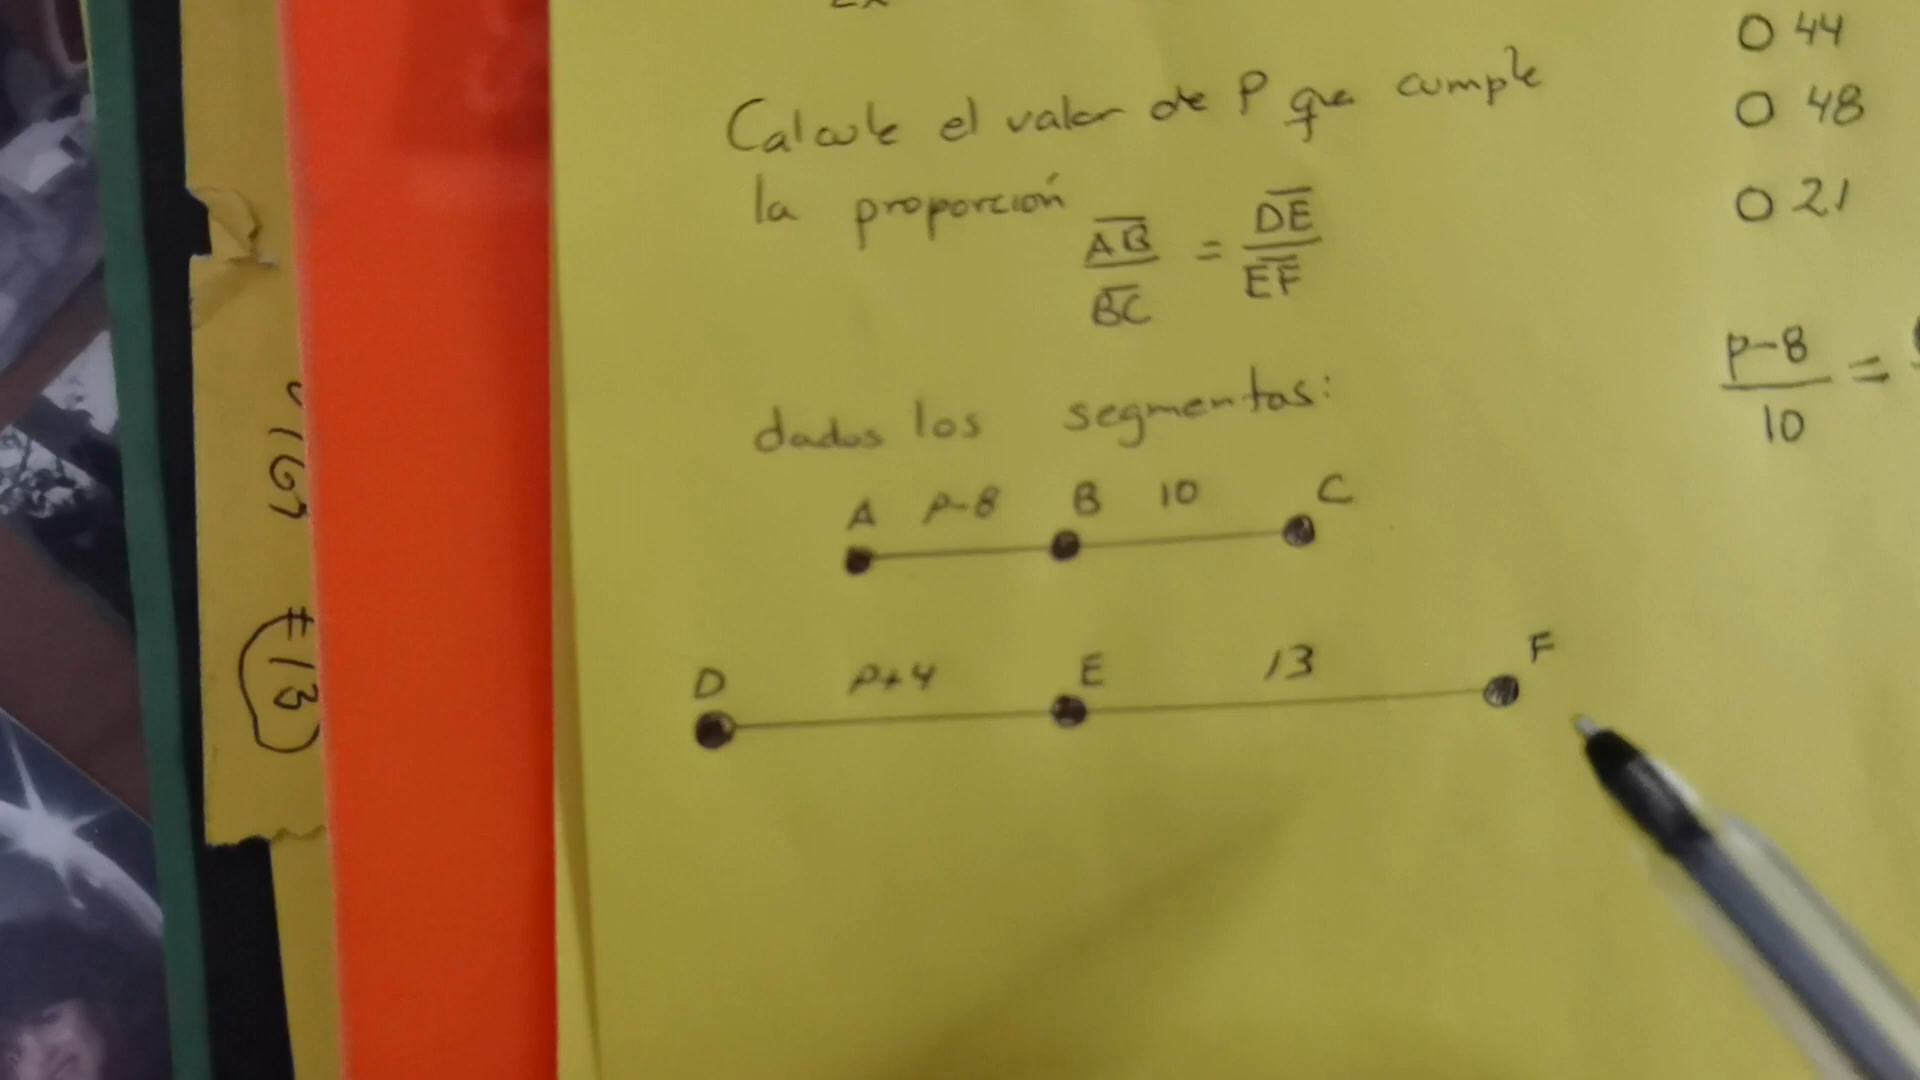 Calcule el valor de P que cumple
la proporción
AB/BC = DE/EF
dados los segmentos:
A P-8 B 10 C
D P+4 E 13 F
O 44
O 48
O 21
p-8/10 =
‡13